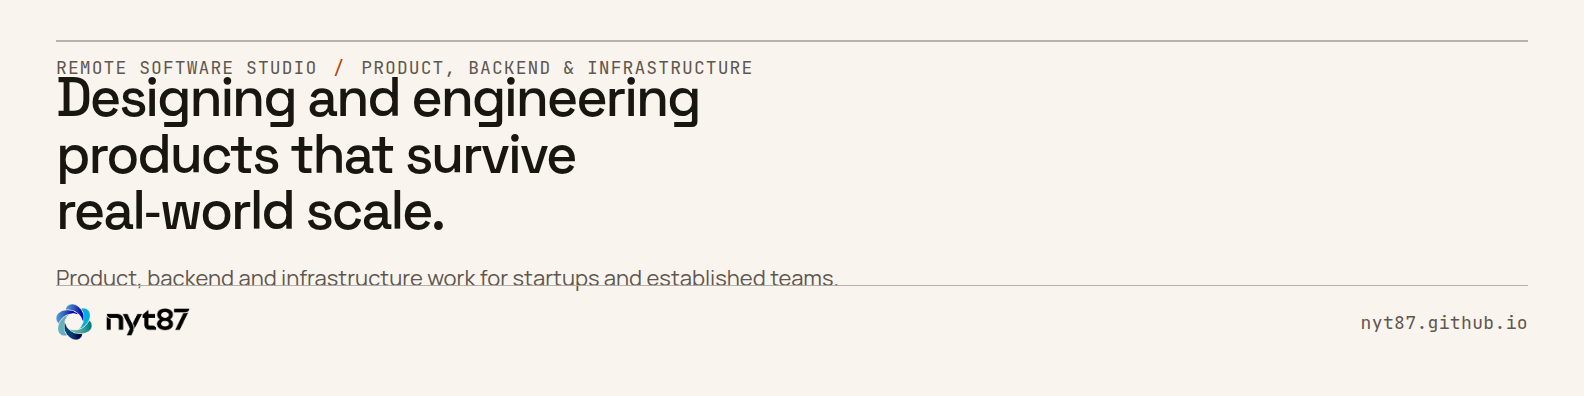 REMOTE SOFTWARE STUDIO / PRODUCT, BACKEND & INFRASTRUCTURE
Designing and engineering
products that survive
real-world scale.
Product, backend and infrastructure work for startups and established teams.
nyt87
nyt87.github.io